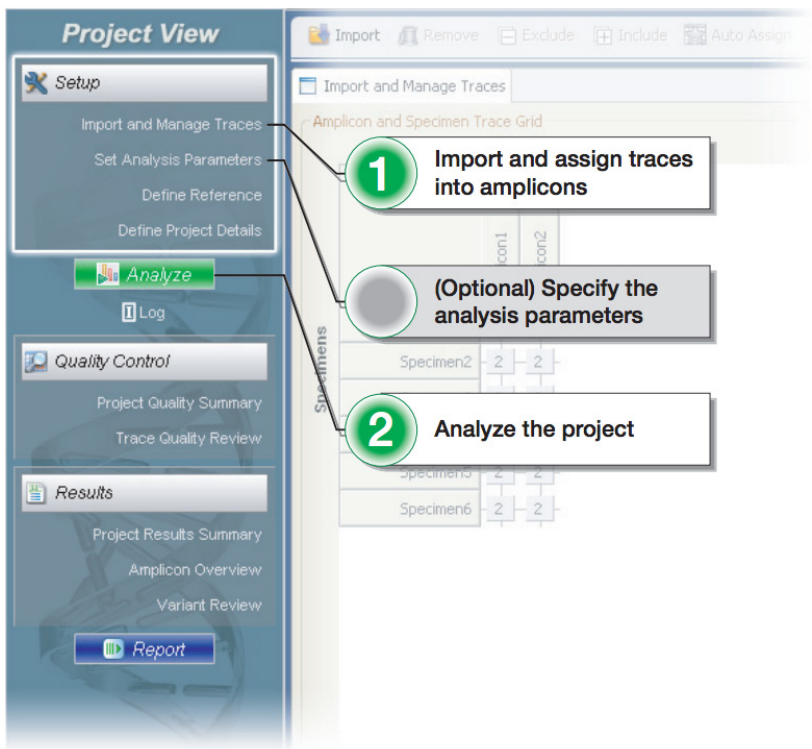 Project View
Setup
Import and Manage Traces
Set Analysis Parameters
Define Reference
Define Project Details
Analyze
Log
Quality Control
Project Quality Summary
Trace Quality Review
Results
Project Results Summary
Amplicon Overview
Variant Review
Report
Import Remove Exclude Include Auto Assign
Import and Manage Traces
Amplicon and Specimen Trace Grid
1
Import and assign traces
into amplicons
(Optional) Specify the
analysis parameters
Specimens
Specimen2 2 2
2
Analyze the project
Specimen5 2 2
Specimen6 2 2